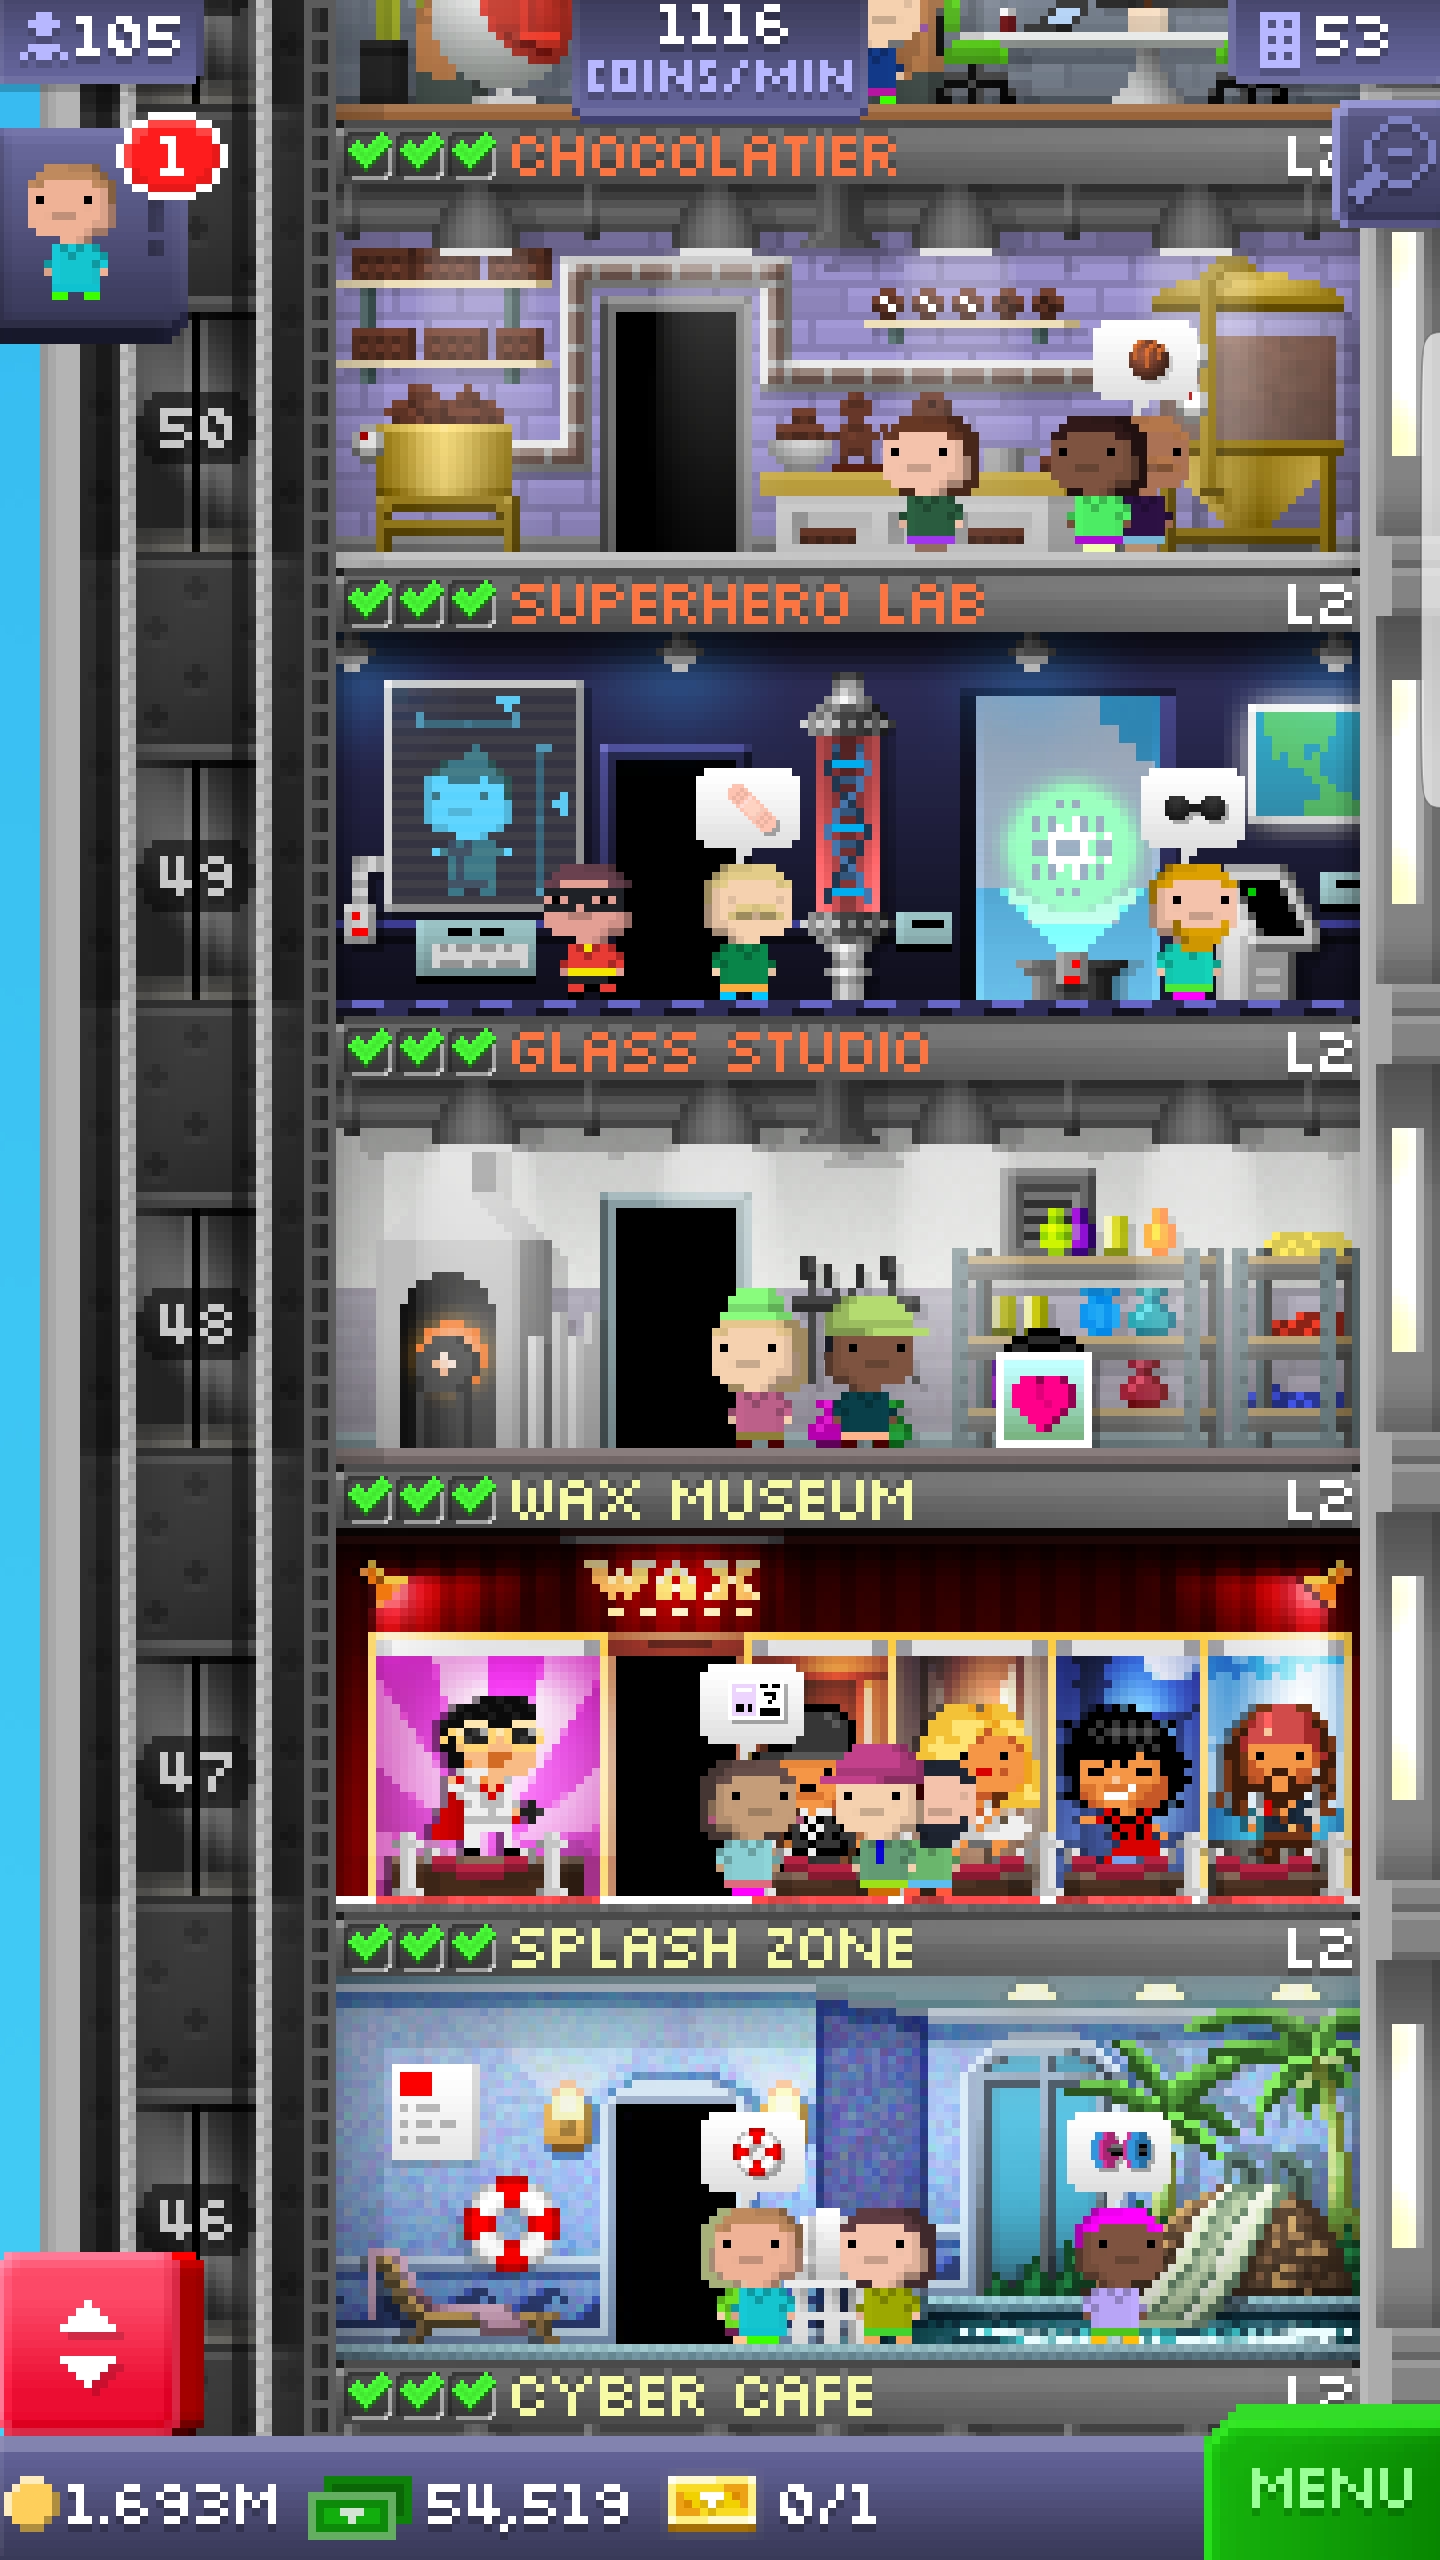 105
1116
COINS/MIN
53
1
CHOCOLATIER L2
50
SUPERHERO LAB L2
49
GLASS STUDIO L2
48
WAX MUSEUM L2
WAX
47
SPLASH ZONE L2
46
CYBER CAFE L2
1.693M 54,519 0/1
MENU